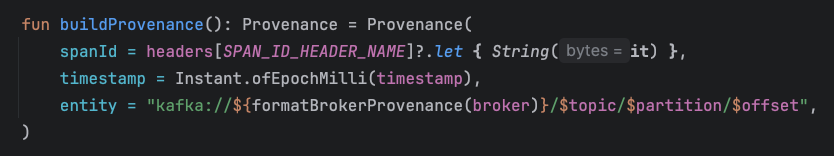 fun buildProvenance(): Provenance = Provenance(
    spanId = headers[SPAN_ID_HEADER_NAME]?.let { String( bytes = it) },
    timestamp = Instant.ofEpochMilli(timestamp),
    entity = "kafka://${formatBrokerProvenance(broker)}/$topic/$partition/$offset",
)